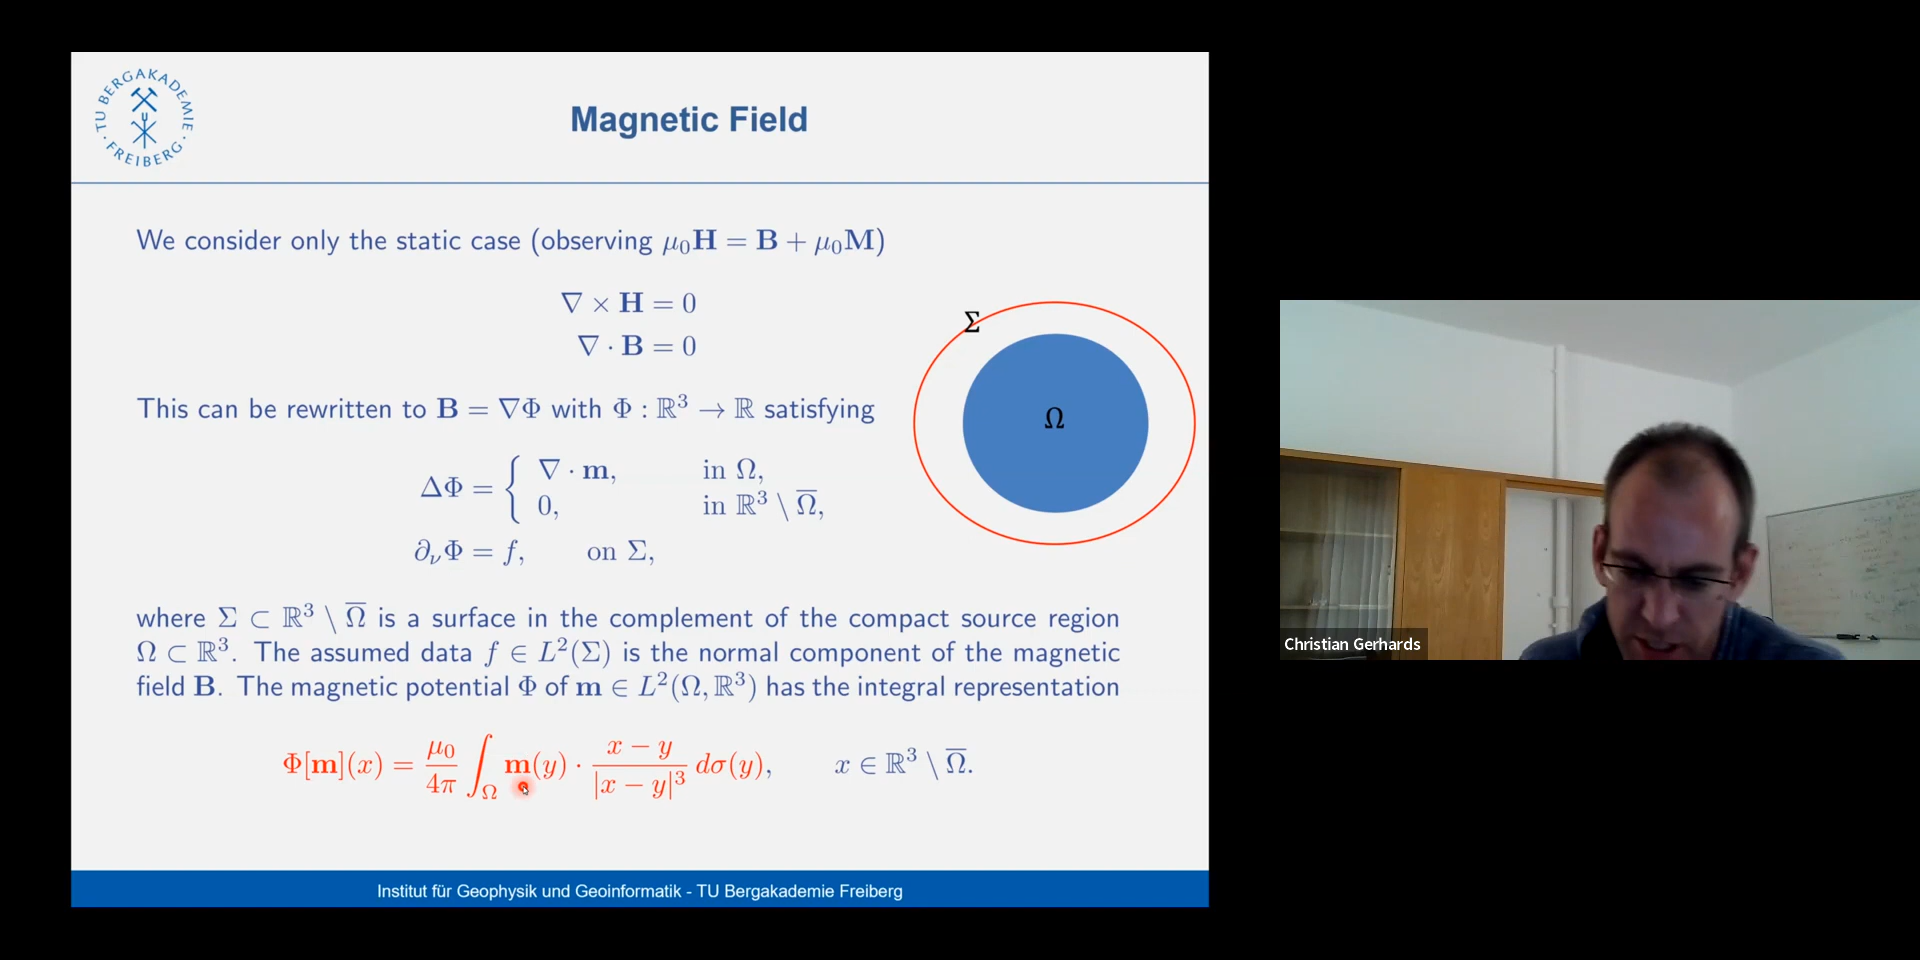 TU BERGAKADEMIE
· FREIBERG ·
Magnetic Field
We consider only the static case (observing μ₀H = B + μ₀M)
∇ × H = 0
∇ · B = 0
Σ
Ω
This can be rewritten to B = ∇Φ with Φ : ℝ³ → ℝ satisfying
ΔΦ = { ∇ · m, in Ω,
0, in ℝ³ \ Ω̅,
∂νΦ = f, on Σ,
where Σ ⊂ ℝ³ \ Ω̅ is a surface in the complement of the compact source region
Ω ⊂ ℝ³. The assumed data f ∈ L²(Σ) is the normal component of the magnetic
field B. The magnetic potential Φ of m ∈ L²(Ω, ℝ³) has the integral representation
Φ[m](x) = μ₀/4π ∫_Ω m(y) · (x − y)/|x − y|³ dσ(y), x ∈ ℝ³ \ Ω̅.
Institut für Geophysik und Geoinformatik - TU Bergakademie Freiberg
Christian Gerhards